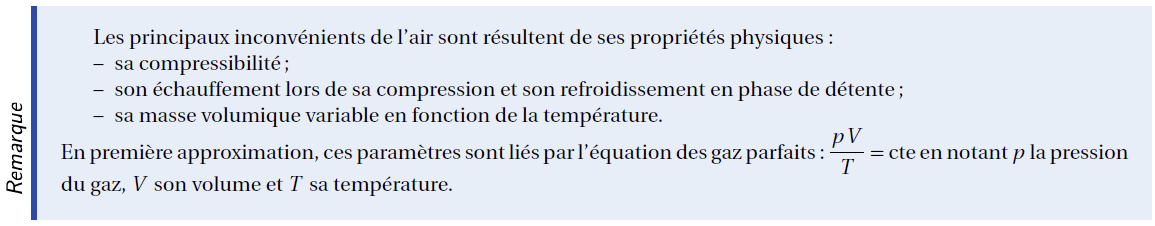 Remarque
Les principaux inconvénients de l'air sont résultent de ses propriétés physiques :
– sa compressibilité ;
– son échauffement lors de sa compression et son refroidissement en phase de détente ;
– sa masse volumique variable en fonction de la température.
En première approximation, ces paramètres sont liés par l'équation des gaz parfaits : $\frac{pV}{T}$ = cte en notant p la pression
du gaz, V son volume et T sa température.